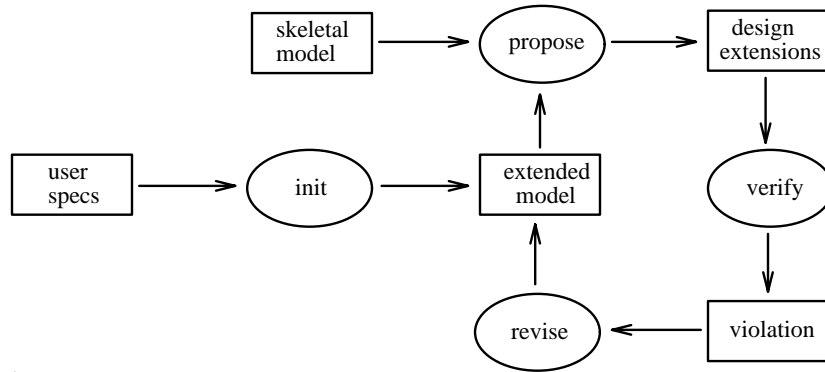 skeletal
model
propose
design
extensions
user
specs
init
extended
model
verify
revise
violation